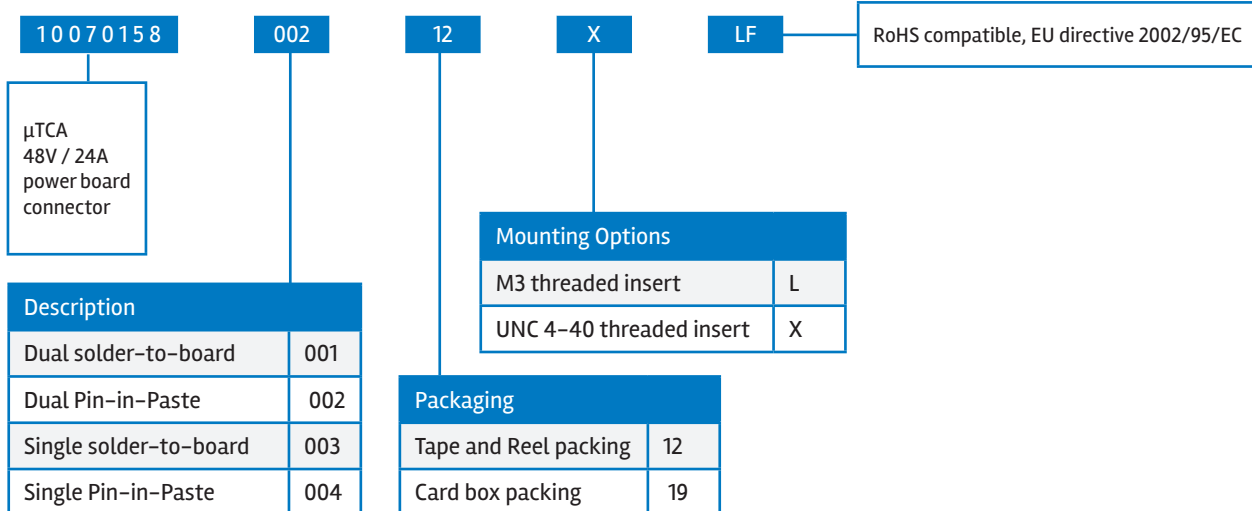 10070158 002 12 X LF RoHS compatible, EU directive 2002/95/EC
µTCA
48V / 24A
power board
connector
Mounting Options
M3 threaded insert L
UNC 4-40 threaded insert X
Description
Dual solder-to-board 001
Dual Pin-in-Paste 002
Single solder-to-board 003
Single Pin-in-Paste 004
Packaging
Tape and Reel packing 12
Card box packing 19